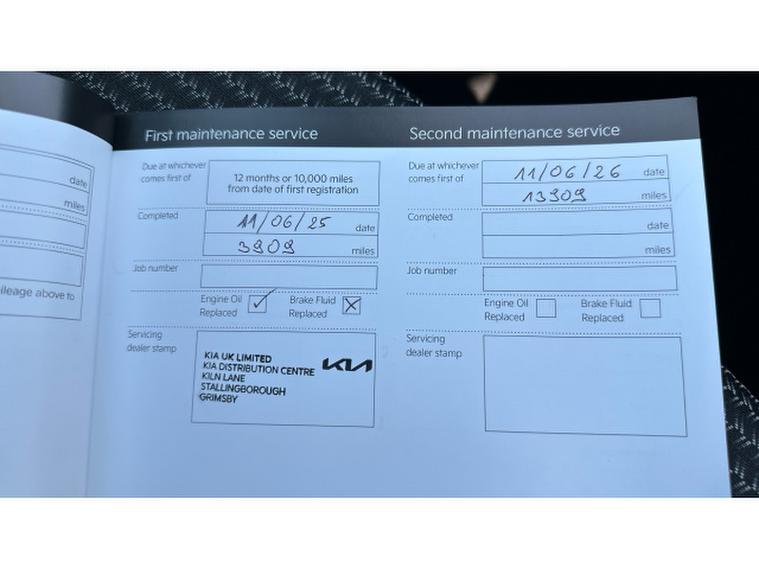 date
miles
ileage above to
First maintenance service
Due at whichever
comes first of
12 months or 10,000 miles
from date of first registration
Completed
11/06/25 date
3909 miles
Job number
Engine Oil
Replaced
Brake Fluid
Replaced
Servicing
dealer stamp
KIA UK LIMITED
KIA DISTRIBUTION CENTRE
KILN LANE
STALLINGBOROUGH
GRIMSBY
KIA
Second maintenance service
Due at whichever
comes first of
11/06/26 date
13909 miles
Completed
date
miles
Job number
Engine Oil
Replaced
Brake Fluid
Replaced
Servicing
dealer stamp